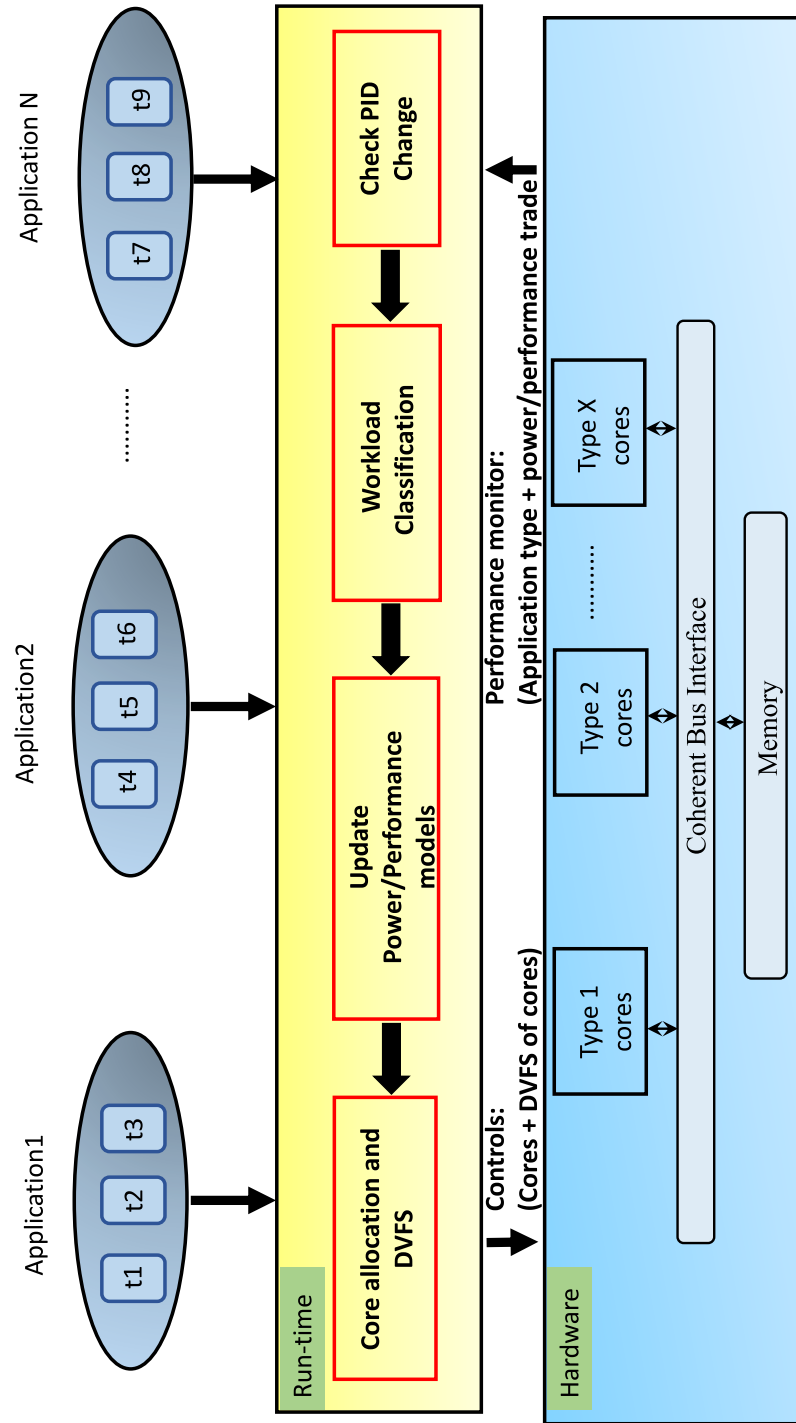 Application1
Application2
Application N
t1
t2
t3
t4
t5
t6
............
t7
t8
t9
Run-time
Core allocation and
DVFS
Update
Power/Performance
models
Workload
Classification
Check PID
Change
Controls:
(Cores + DVFS of cores)
Performance monitor:
(Application type + power/performance trade
Hardware
Type 1
cores
Type 2
cores
............
Type X
cores
Coherent Bus Interface
Memory